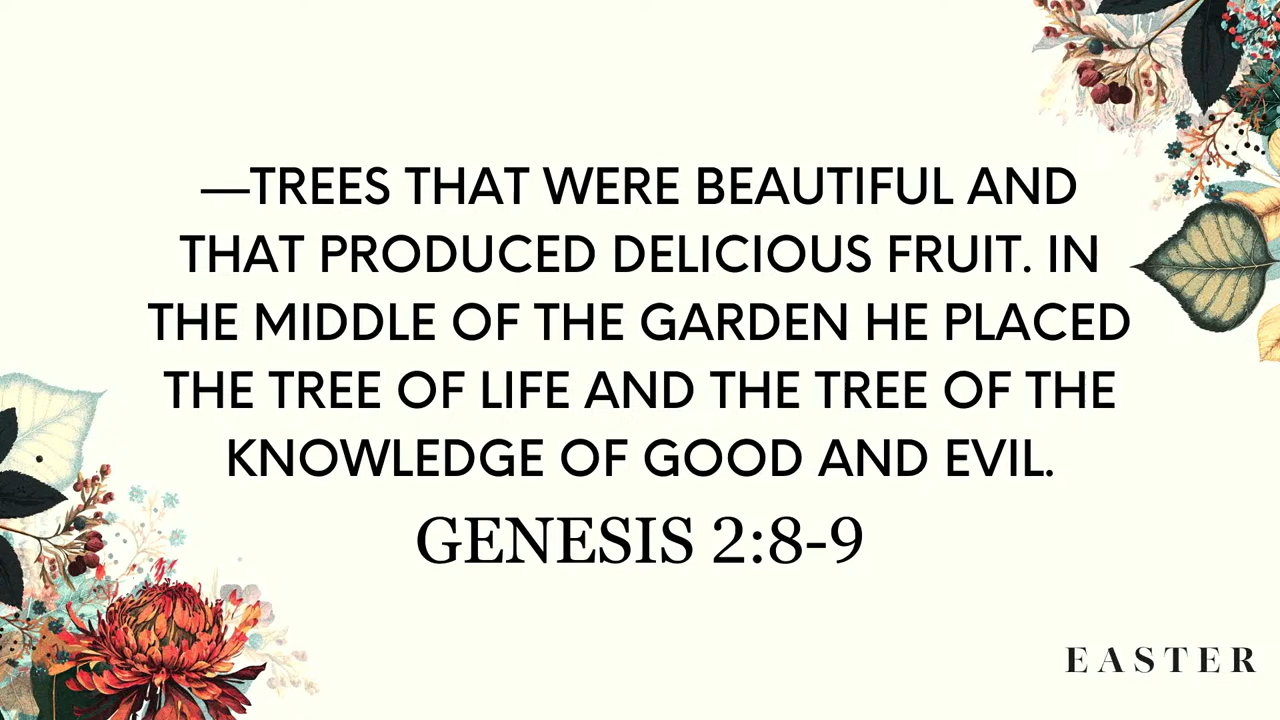 —TREES THAT WERE BEAUTIFUL AND
THAT PRODUCED DELICIOUS FRUIT. IN
THE MIDDLE OF THE GARDEN HE PLACED
THE TREE OF LIFE AND THE TREE OF THE
KNOWLEDGE OF GOOD AND EVIL.
GENESIS 2:8-9
EASTER